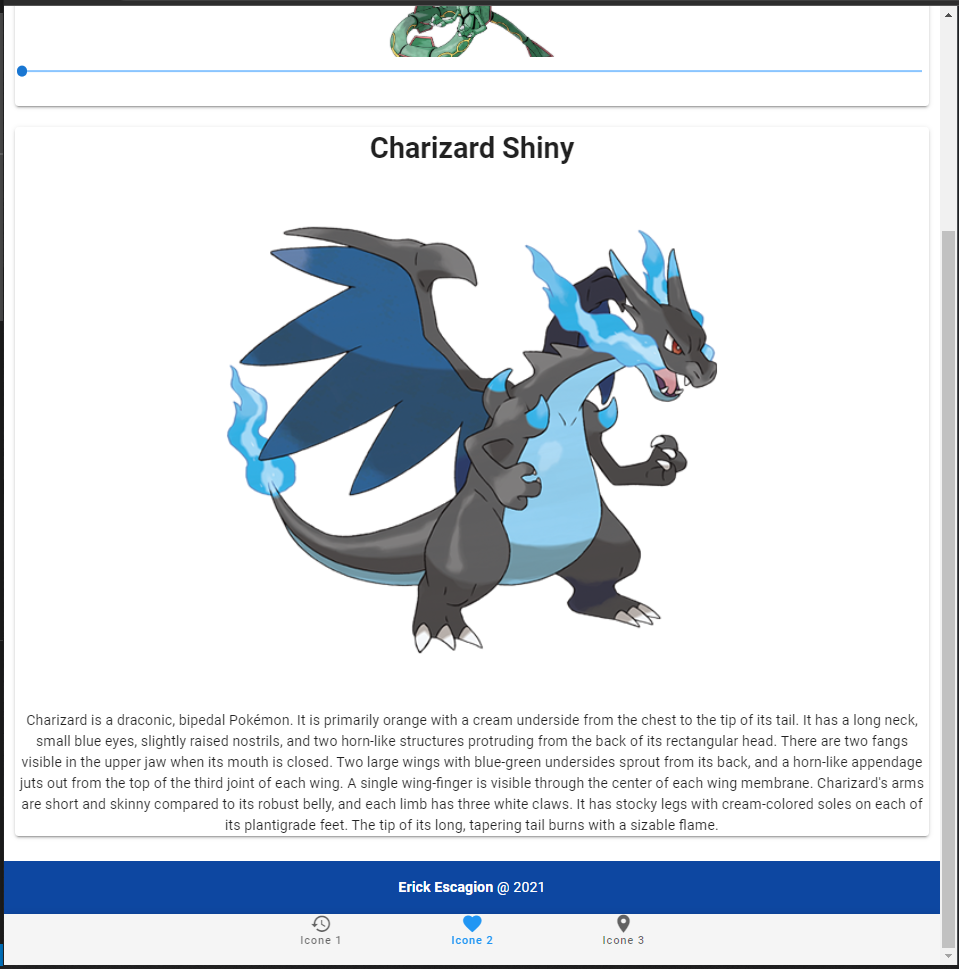 Charizard Shiny
Charizard is a draconic, bipedal Pokémon. It is primarily orange with a cream underside from the chest to the tip of its tail. It has a long neck,
small blue eyes, slightly raised nostrils, and two horn-like structures protruding from the back of its rectangular head. There are two fangs
visible in the upper jaw when its mouth is closed. Two large wings with blue-green undersides sprout from its back, and a horn-like appendage
juts out from the top of the third joint of each wing. A single wing-finger is visible through the center of each wing membrane. Charizard's arms
are short and skinny compared to its robust belly, and each limb has three white claws. It has stocky legs with cream-colored soles on each of
its plantigrade feet. The tip of its long, tapering tail burns with a sizable flame.
Erick Escagion @ 2021
Icone 1
Icone 2
Icone 3